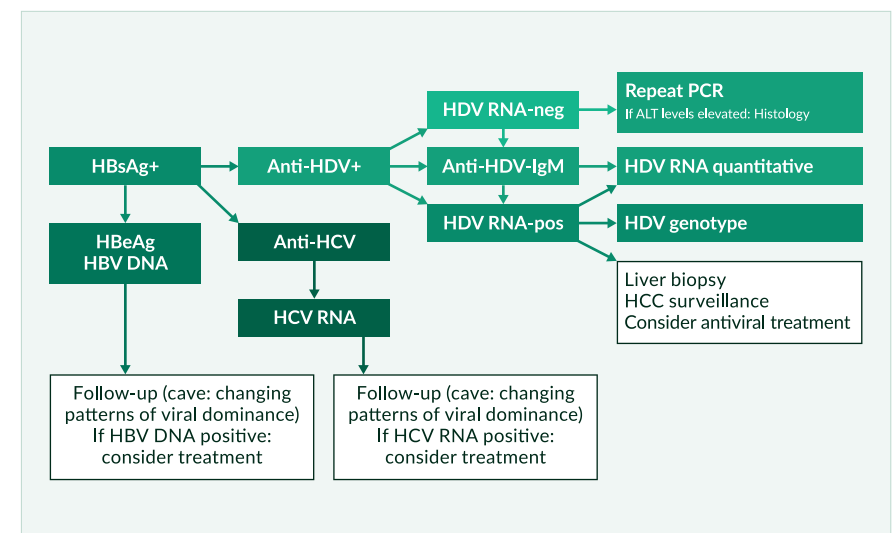 HDV RNA-neg
Repeat PCR
If ALT levels elevated: Histology
HBsAg+
Anti-HDV+
Anti-HDV-IgM
HDV RNA quantitative
HDV RNA-pos
HDV genotype
HBeAg
HBV DNA
Anti-HCV
Liver biopsy
HCC surveillance
Consider antiviral treatment
HCV RNA
Follow-up (cave: changing
patterns of viral dominance)
If HBV DNA positive:
consider treatment
Follow-up (cave: changing
patterns of viral dominance)
If HCV RNA positive:
consider treatment